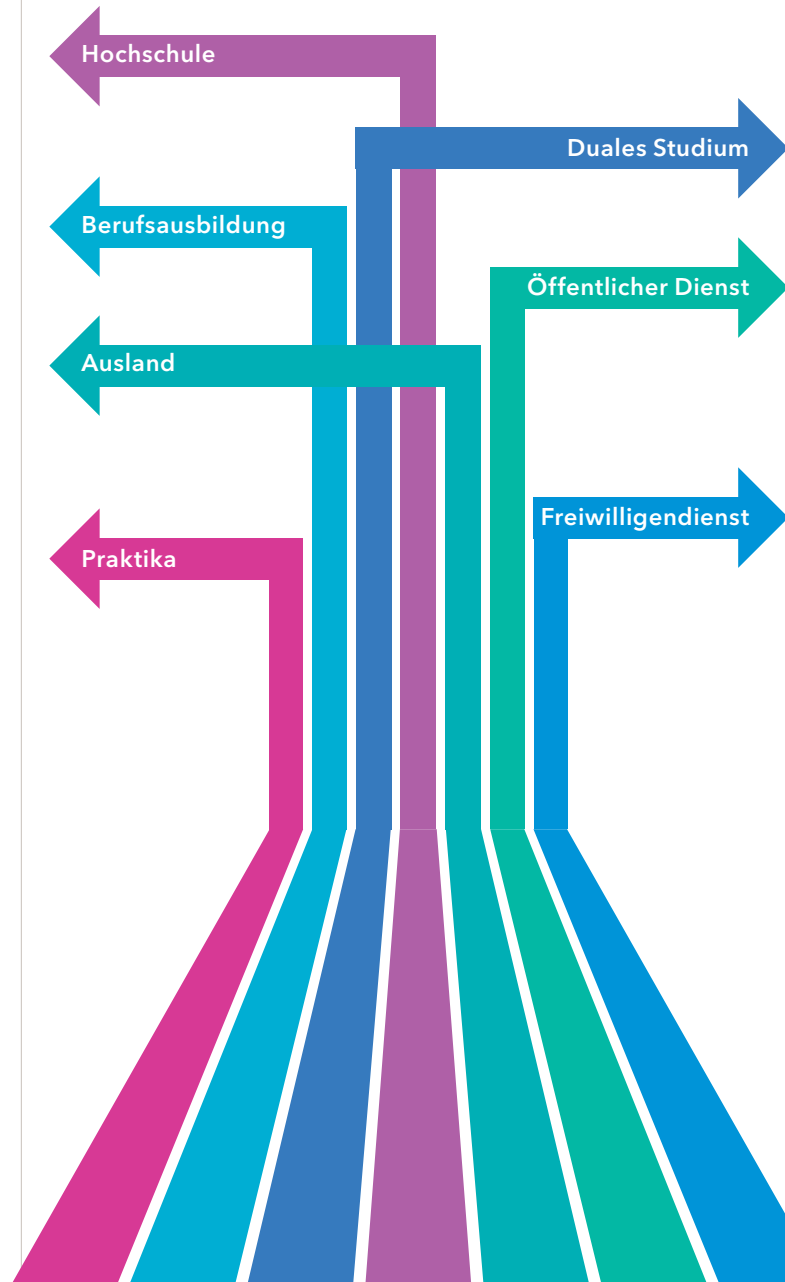 Hochschule
Duales Studium
Berufsausbildung
Öffentlicher Dienst
Ausland
Freiwilligendienst
Praktika